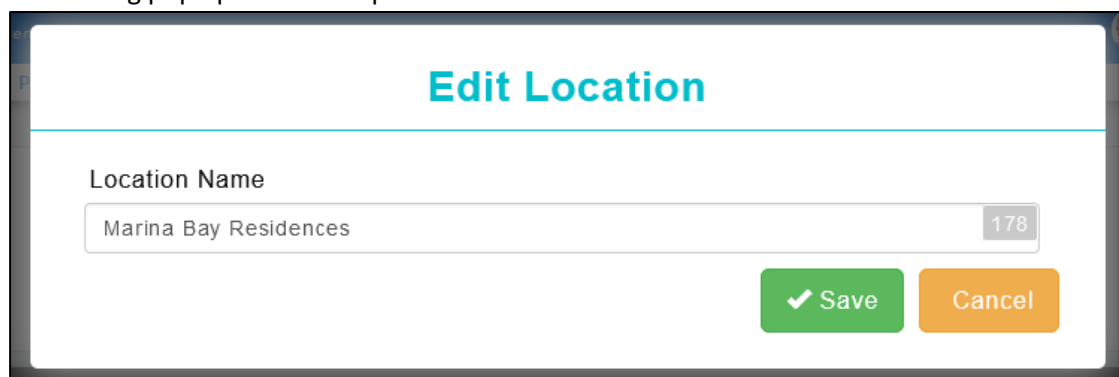 Edit Location
Location Name
Marina Bay Residences
178
Save
Cancel